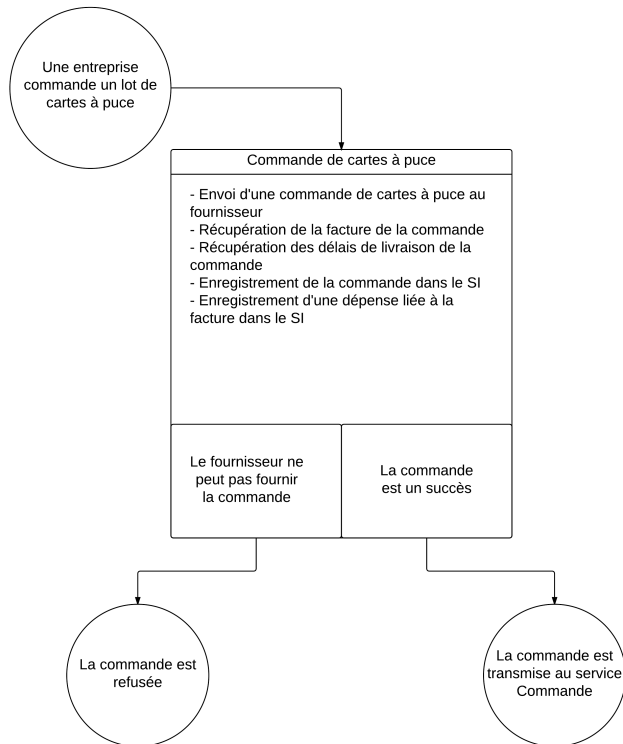 Une entreprise
commande un lot de
cartes à puce
Commande de cartes à puce
- Envoi d'une commande de cartes à puce au
fournisseur
- Récupération de la facture de la commande
- Récupération des délais de livraison de la
commande
- Enregistrement de la commande dans le SI
- Enregistrement d'une dépense liée à la
facture dans le SI
Le fournisseur ne
peut pas fournir
la commande
La commande
est un succès
La commande est
refusée
La commande est
transmise au service
Commande